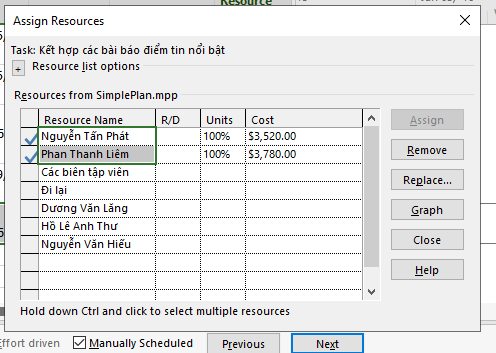 Resource
Assign Resources
Task: Kết hợp các bài báo điểm tin nổi bật
+ Resource list options
Resources from SimplePlan.mpp
Resource Name R/D Units Cost
Nguyễn Tấn Phát 100% $3,520.00
Phan Thanh Liêm 100% $3,780.00
Các biên tập viên
Đi lại
Dương Văn Lăng
Hồ Lê Anh Thư
Nguyễn Văn Hiếu
Assign
Remove
Replace...
Graph
Close
Help
Hold down Ctrl and click to select multiple resources
Effort driven Manually Scheduled Previous Next